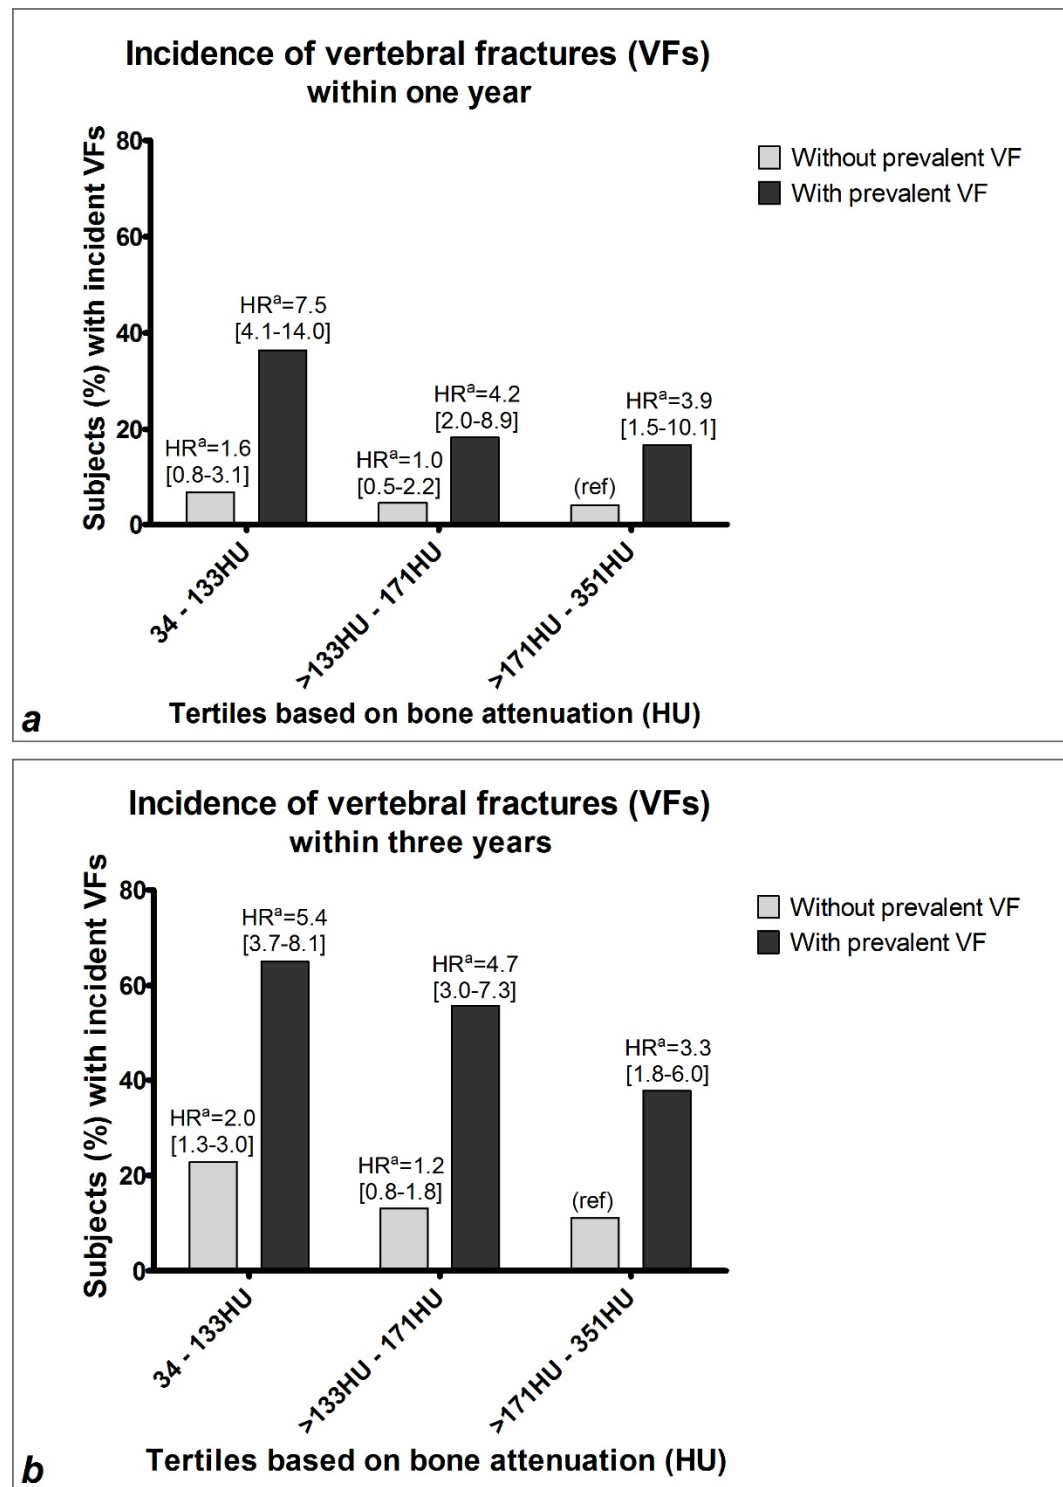 Incidence of vertebral fractures (VFs)
within one year
Subjects (%) with incident VFs
80
60
40
20
0
Without prevalent VF
With prevalent VF
HRᵃ=1.6
[0.8-3.1]
HRᵃ=7.5
[4.1-14.0]
HRᵃ=1.0
[0.5-2.2]
HRᵃ=4.2
[2.0-8.9]
(ref)
HRᵃ=3.9
[1.5-10.1]
34 - 133HU
>133HU - 171HU
>171HU - 351HU
Tertiles based on bone attenuation (HU)
a
Incidence of vertebral fractures (VFs)
within three years
Subjects (%) with incident VFs
80
60
40
20
0
Without prevalent VF
With prevalent VF
HRᵃ=2.0
[1.3-3.0]
HRᵃ=5.4
[3.7-8.1]
HRᵃ=1.2
[0.8-1.8]
HRᵃ=4.7
[3.0-7.3]
(ref)
HRᵃ=3.3
[1.8-6.0]
34 - 133HU
>133HU - 171HU
>171HU - 351HU
Tertiles based on bone attenuation (HU)
b